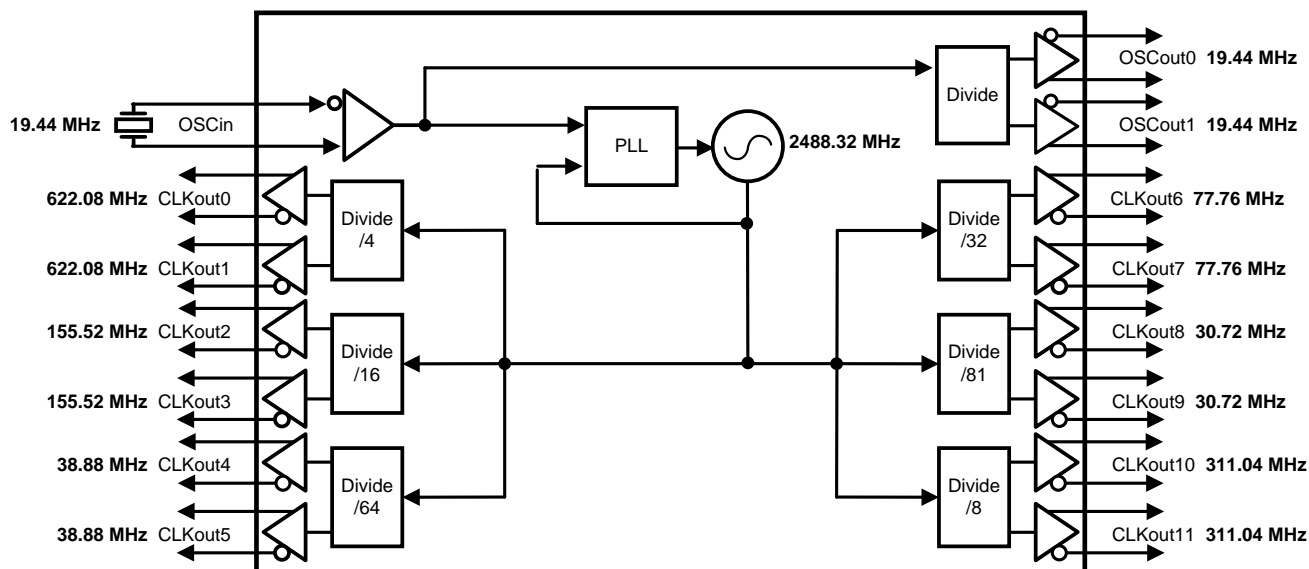 OSCout0 19.44 MHz
Divide
19.44 MHz OSCin
PLL
2488.32 MHz
OSCout1 19.44 MHz
622.08 MHz CLKout0
Divide
/4
Divide
/32
CLKout6 77.76 MHz
622.08 MHz CLKout1
CLKout7 77.76 MHz
155.52 MHz CLKout2
Divide
/16
Divide
/81
CLKout8 30.72 MHz
155.52 MHz CLKout3
CLKout9 30.72 MHz
38.88 MHz CLKout4
Divide
/64
Divide
/8
CLKout10 311.04 MHz
38.88 MHz CLKout5
CLKout11 311.04 MHz